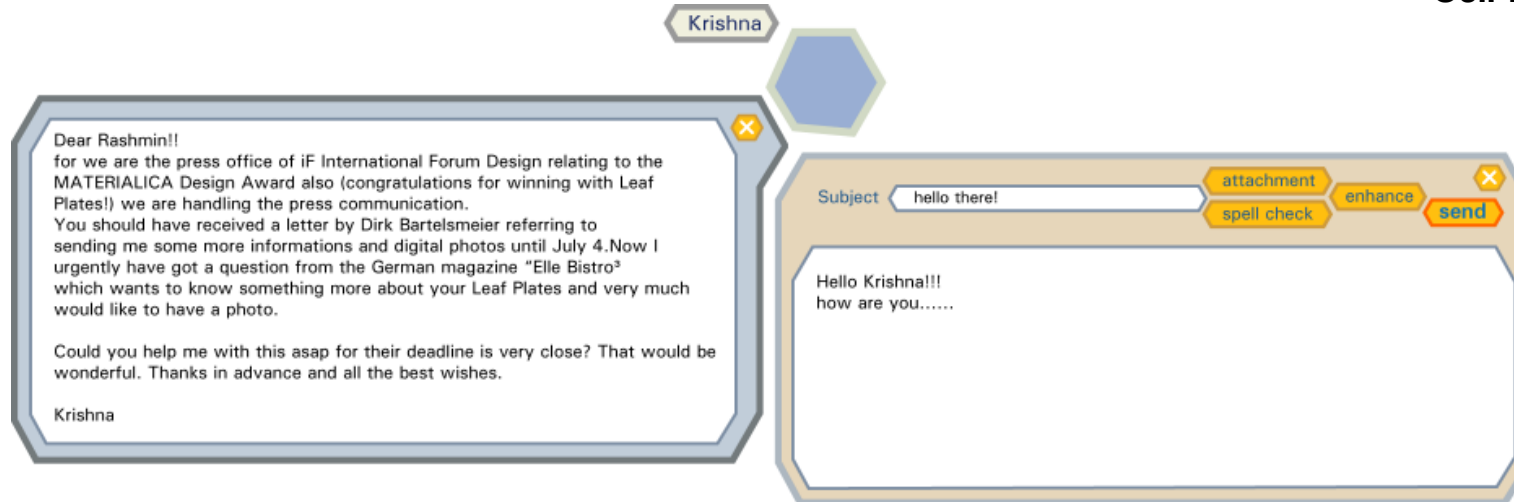 Krishna
Dear Rashmin!!
for we are the press office of iF International Forum Design relating to the
MATERIALICA Design Award also (congratulations for winning with Leaf
Plates!) we are handling the press communication.
You should have received a letter by Dirk Bartelsmeier referring to
sending me some more informations and digital photos until July 4.Now I
urgently have got a question from the German magazine "Elle Bistro³
which wants to know something more about your Leaf Plates and very much
would like to have a photo.
Could you help me with this asap for their deadline is very close? That would be
wonderful. Thanks in advance and all the best wishes.
Krishna
Subject
hello there!
attachment
spell check
enhance
send
Hello Krishna!!!
how are you......